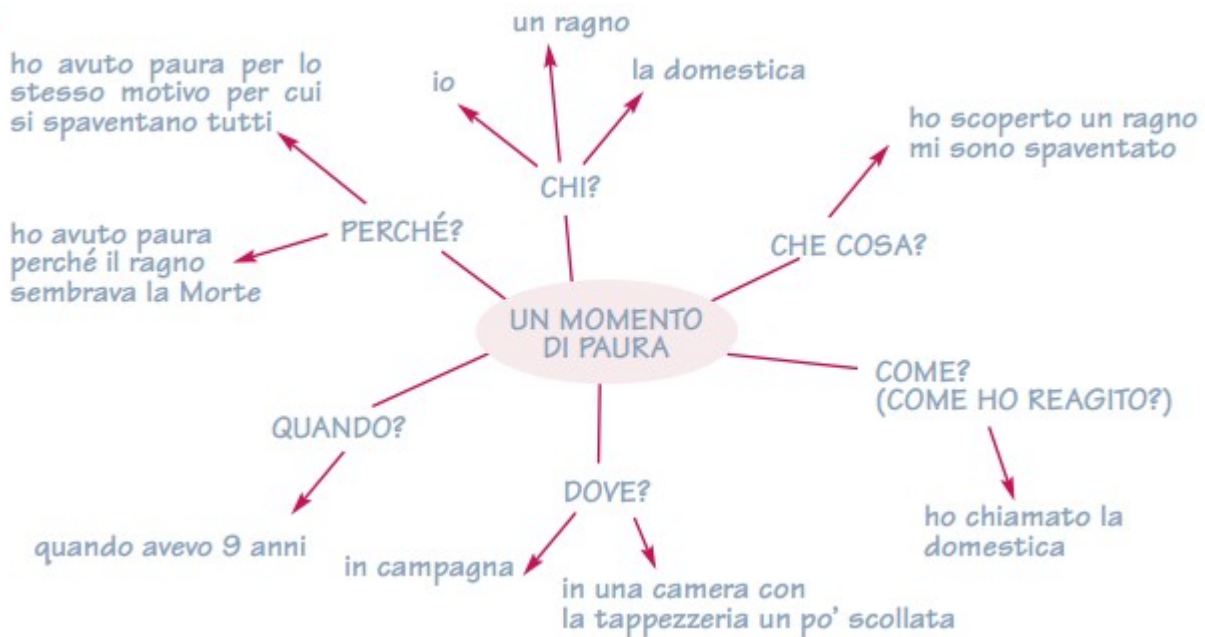 un ragno
io
la domestica
CHI?
ho avuto paura per lo
stesso motivo per cui
si spaventano tutti
PERCHÉ?
ho avuto paura
perché il ragno
sembrava la Morte
ho scoperto un ragno
mi sono spaventato
CHE COSA?
UN MOMENTO
DI PAURA
COME?
(COME HO REAGITO?)
ho chiamato la
domestica
QUANDO?
quando avevo 9 anni
DOVE?
in campagna
in una camera con
la tappezzeria un po' scollata